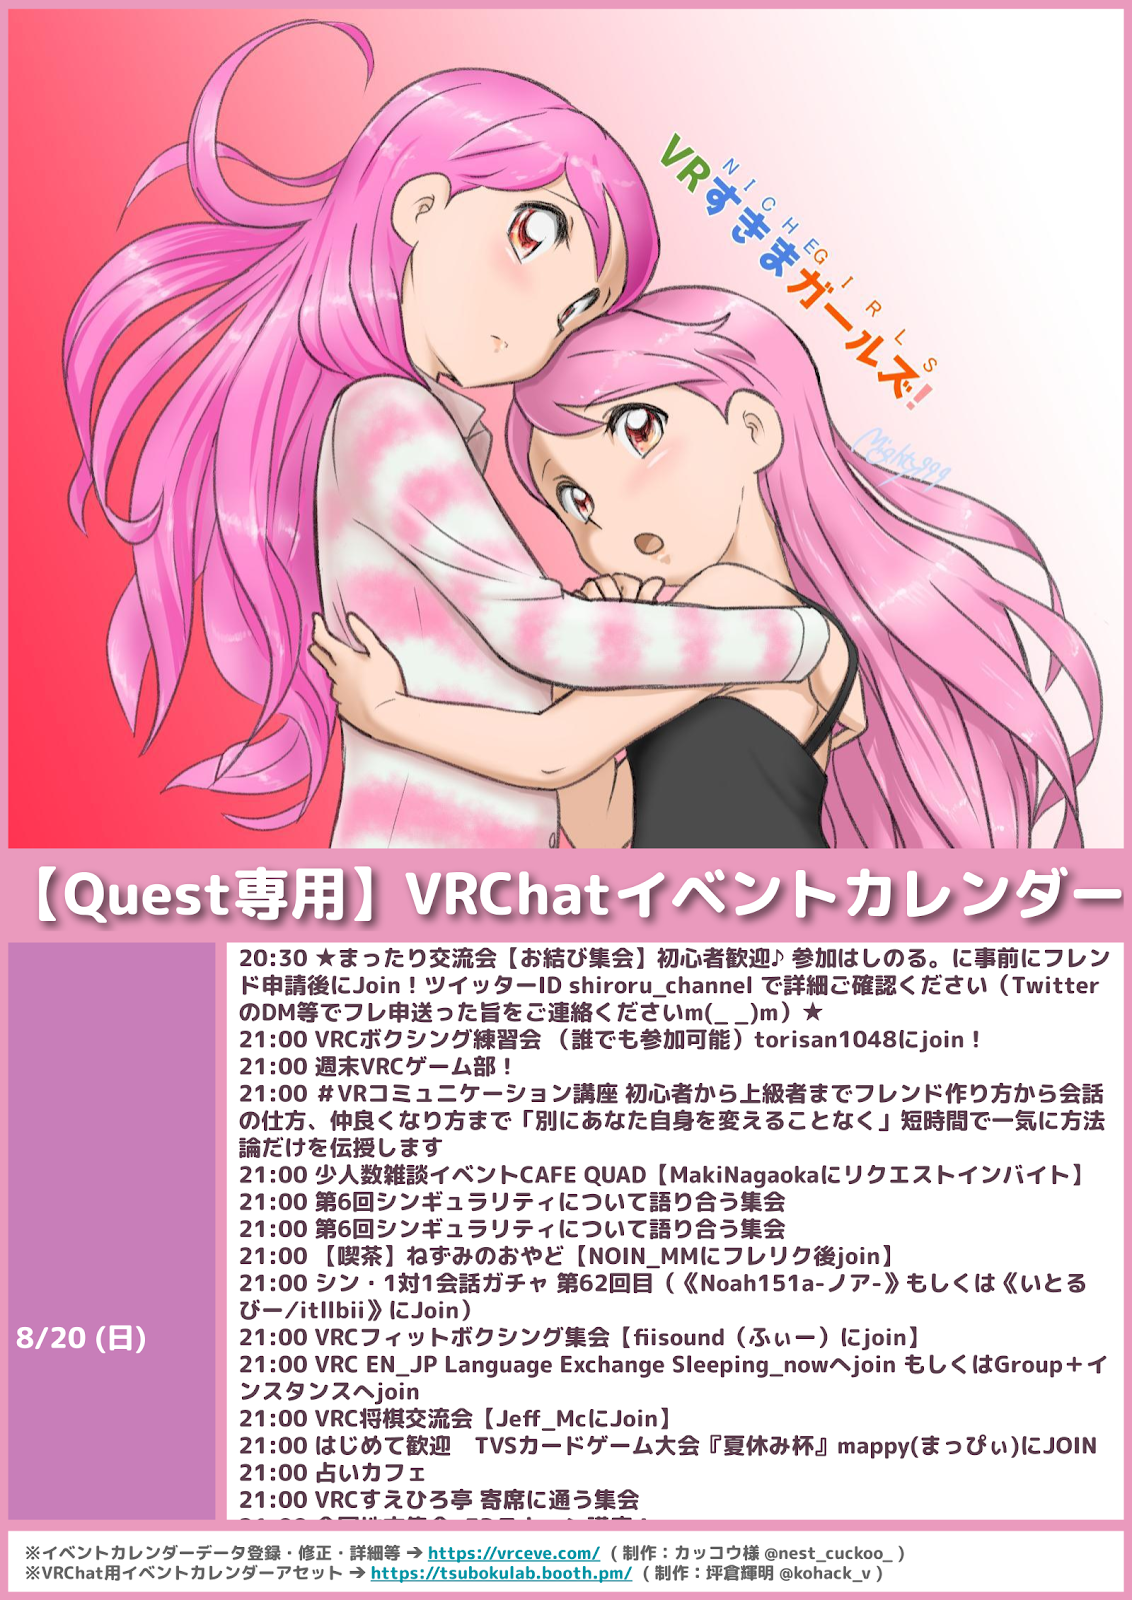 NICHE GIRLS
VRすきまガールズ!
Mighty999
【Quest専用】VRChatイベントカレンダー
8/20 (日)
20:30 ★まったり交流会【お結び集会】初心者歓迎♪ 参加はしのる。に事前にフレン
ド申請後にJoin！ツイッターID shiroru_channel で詳細ご確認ください（Twitter
のDM等でフレ申送った旨をご連絡くださいm(_ _)m）★
21:00 VRCボクシング練習会 （誰でも参加可能）torisan1048にjoin！
21:00 週末VRCゲーム部！
21:00 ＃VRコミュニケーション講座 初心者から上級者までフレンド作り方から会話
の仕方、仲良くなり方まで「別にあなた自身を変えることなく」短時間で一気に方法
論だけを伝授します
21:00 少人数雑談イベントCAFE QUAD【MakiNagaokaにリクエストインバイト】
21:00 第6回シンギュラリティについて語り合う集会
21:00 第6回シンギュラリティについて語り合う集会
21:00 【喫茶】ねずみのおやど【NOIN_MMにフレリク後join】
21:00 シン・1対1会話ガチャ 第62回目（《Noah151a-ノア-》もしくは《いとる
びー/itllbii》にJoin）
21:00 VRCフィットボクシング集会【fiisound（ふぃー）にjoin】
21:00 VRC EN_JP Language Exchange Sleeping_nowへjoin もしくはGroup＋イ
ンスタンスへjoin
21:00 VRC将棋交流会【Jeff_McにJoin】
21:00 はじめて歓迎　TVSカードゲーム大会『夏休み杯』mappy(まっぴぃ)にJOIN
21:00 占いカフェ
21:00 VRCすえひろ亭 寄席に通う集会
※イベントカレンダーデータ登録・修正・詳細等 ➔ https://vrceve.com/ （ 制作：カッコウ様 @nest_cuckoo_ ）
※VRChat用イベントカレンダーアセット ➔ https://tsubokulab.booth.pm/ （ 制作：坪倉輝明 @kohack_v ）